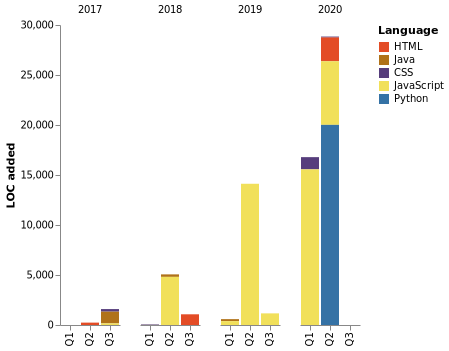 2017 2018 2019 2020
30,000
25,000
20,000
15,000
10,000
5,000
0
LOC added
Q1 Q2 Q3 Q1 Q2 Q3 Q1 Q2 Q3 Q1 Q2 Q3
Language
HTML
Java
CSS
JavaScript
Python